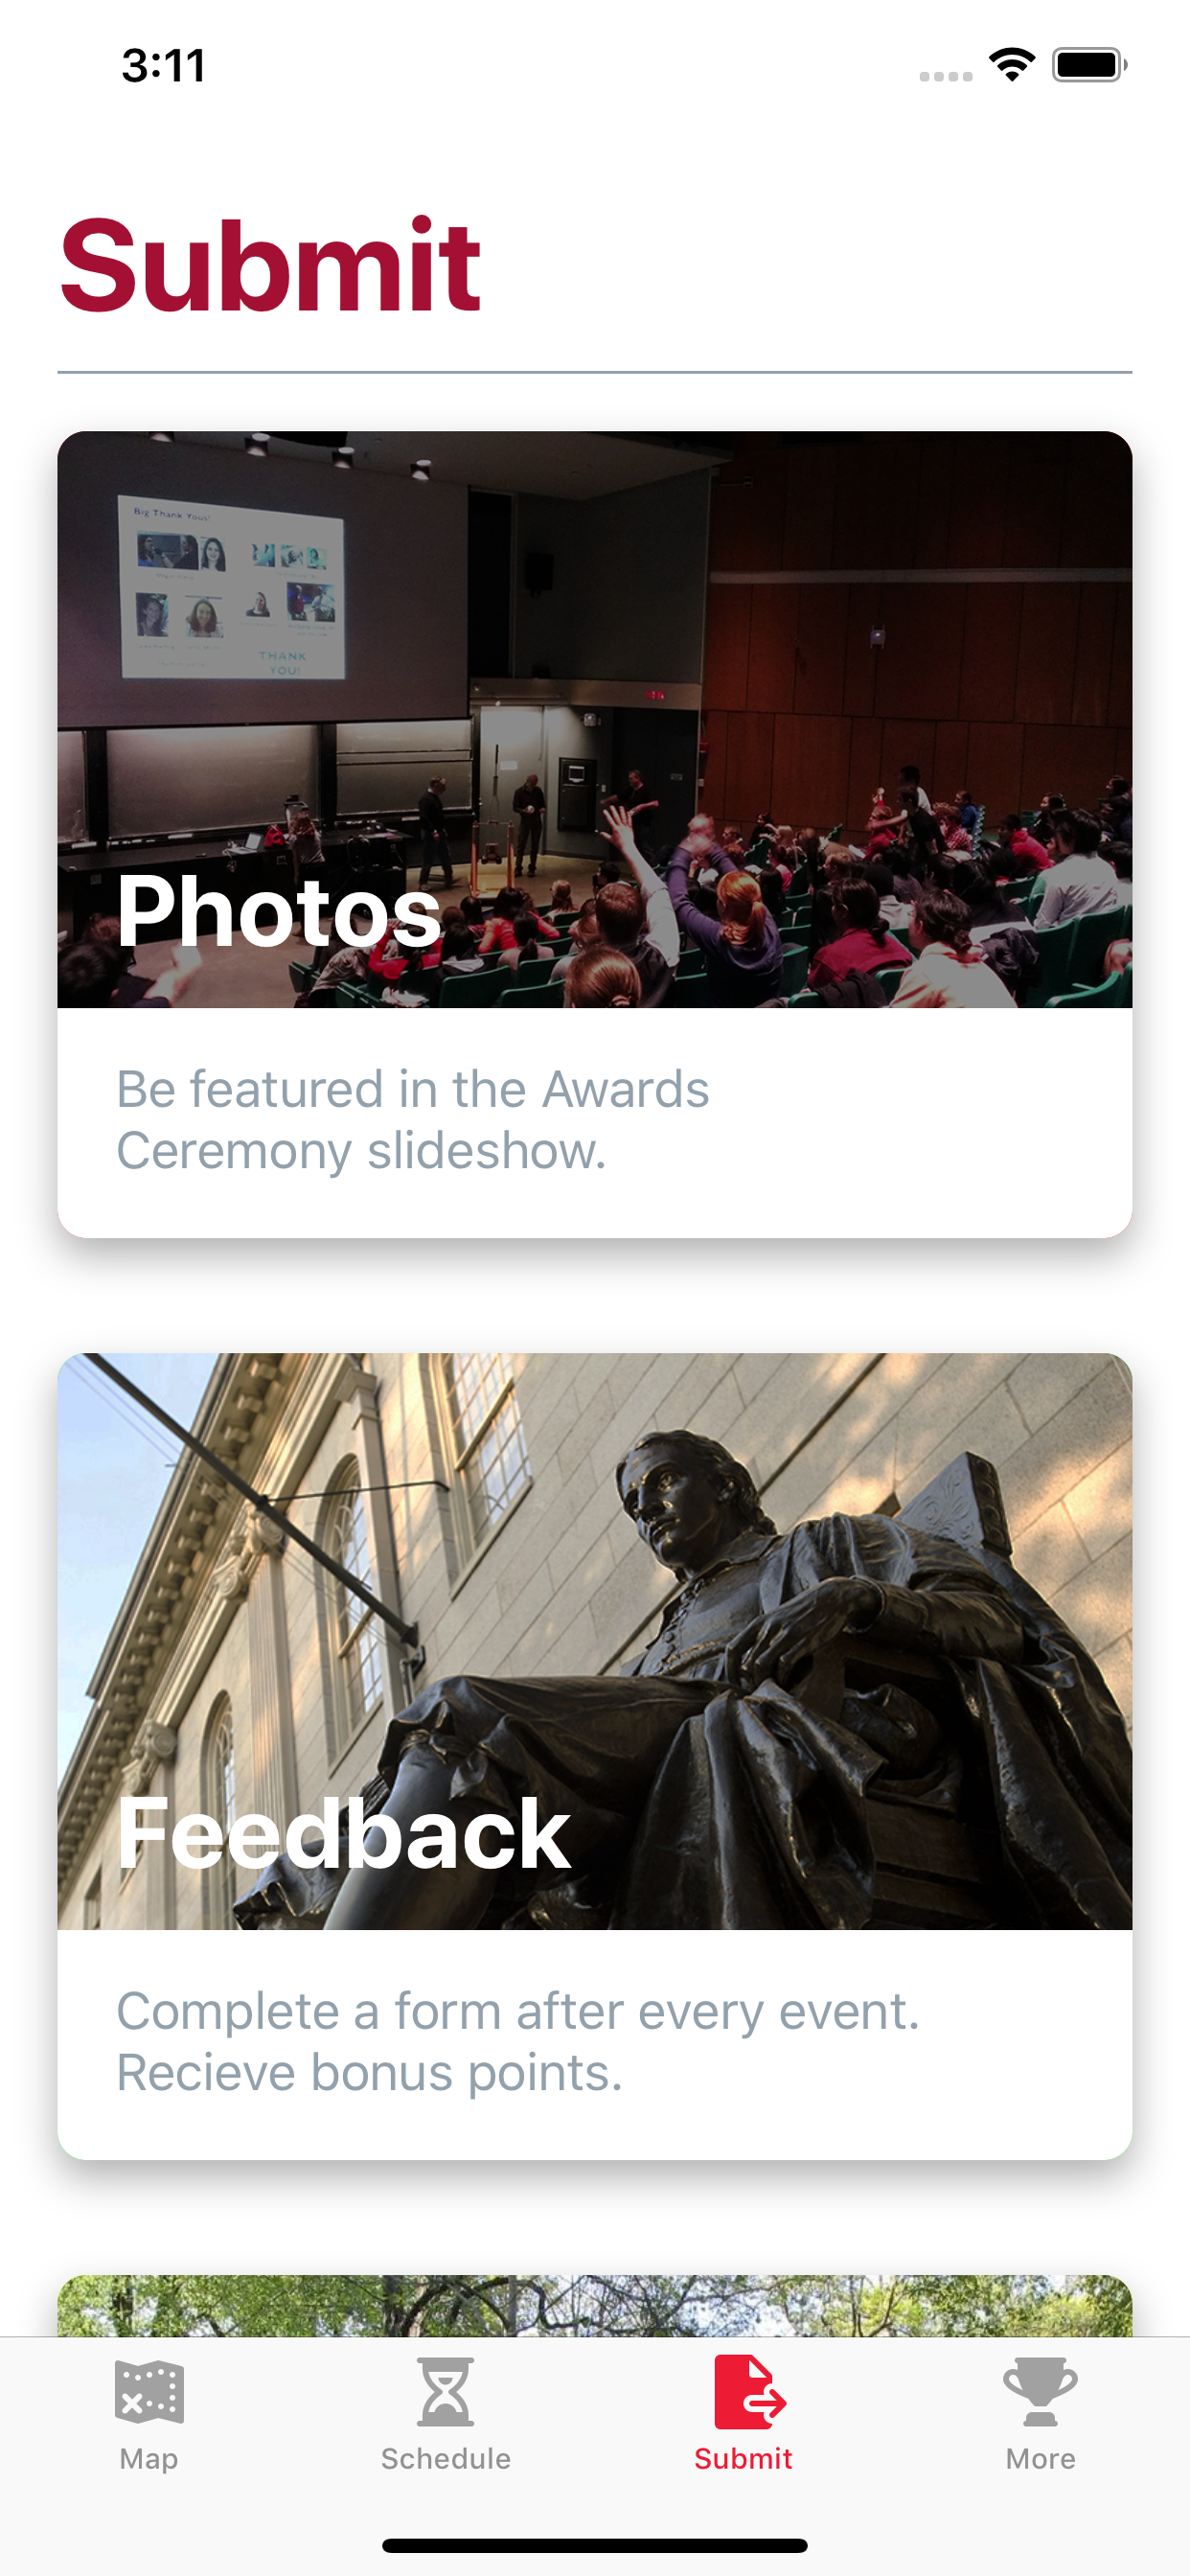 3:11
Submit
Big Thank Yous!
THANK
YOU!
Photos
Be featured in the Awards
Ceremony slideshow.
Feedback
Complete a form after every event.
Recieve bonus points.
Map
Schedule
Submit
More